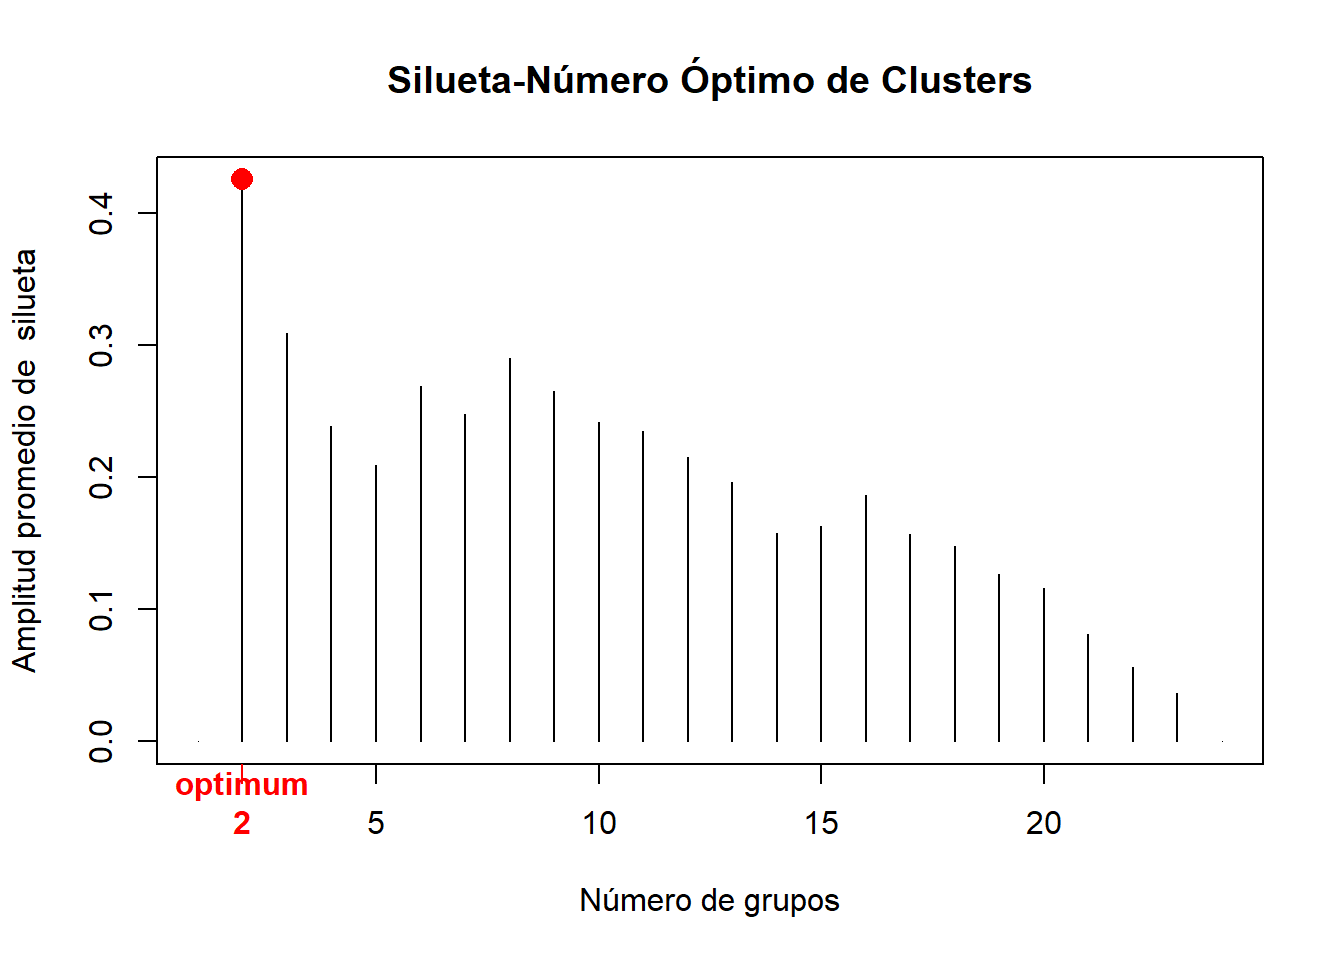 Silueta-Número Óptimo de Clusters
Amplitud promedio de  silueta
0.4
0.3
0.2
0.1
0.0
optimum
2 5 10 15 20
Número de grupos